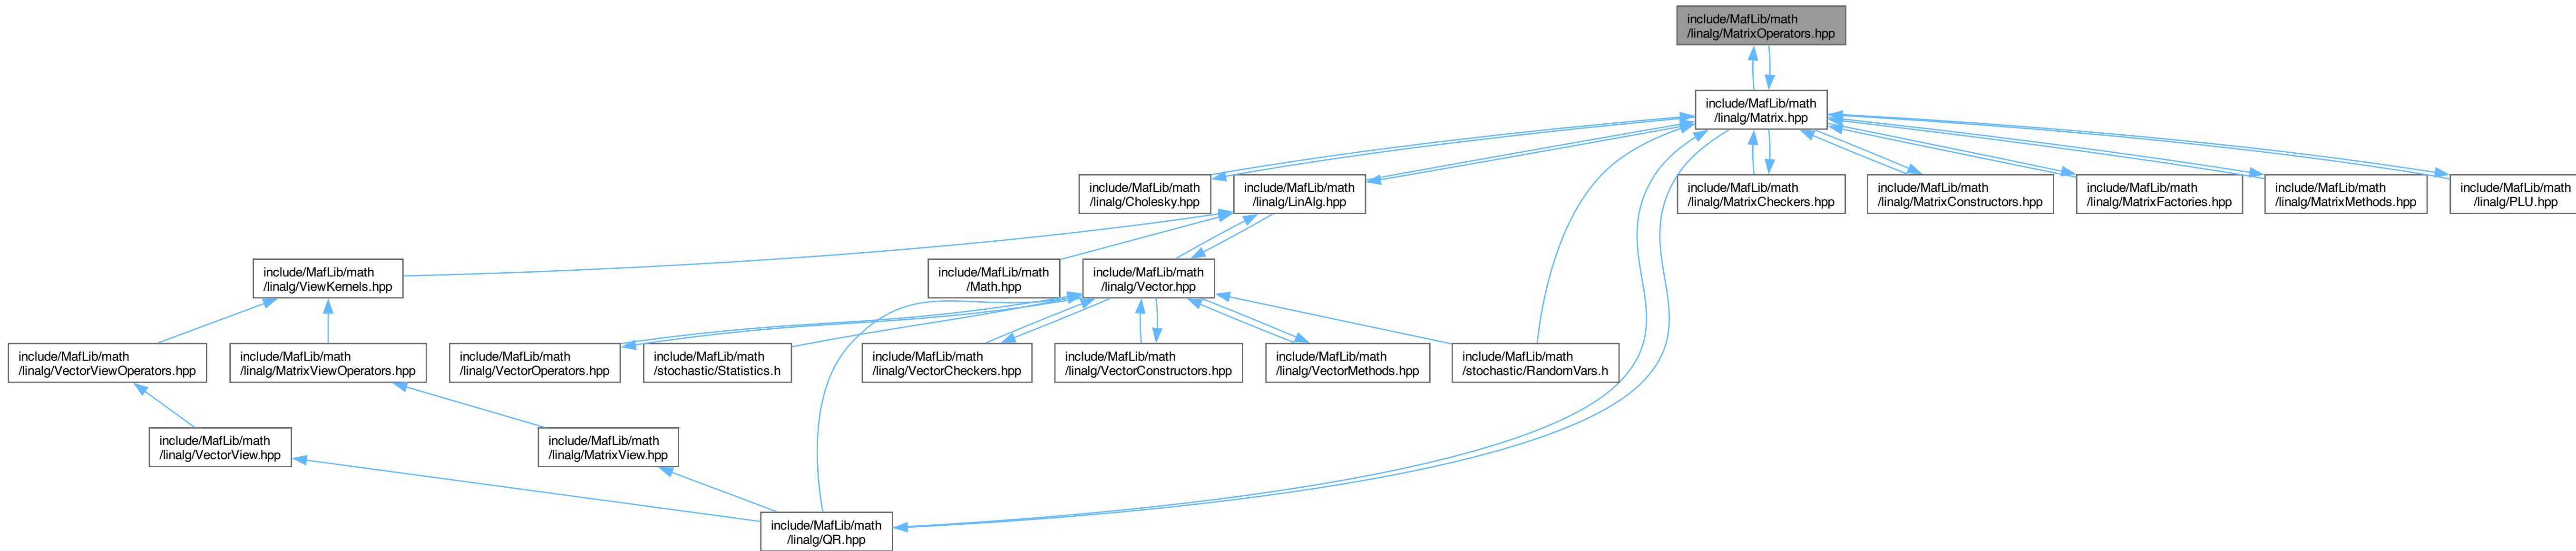 include/MafLib/math
/linalg/MatrixOperators.hpp
include/MafLib/math
/linalg/Matrix.hpp
include/MafLib/math
/linalg/Cholesky.hpp
include/MafLib/math
/linalg/LinAlg.hpp
include/MafLib/math
/linalg/MatrixCheckers.hpp
include/MafLib/math
/linalg/MatrixConstructors.hpp
include/MafLib/math
/linalg/MatrixFactories.hpp
include/MafLib/math
/linalg/MatrixMethods.hpp
include/MafLib/math
/linalg/PLU.hpp
include/MafLib/math
/linalg/ViewKernels.hpp
include/MafLib/math
/Math.hpp
include/MafLib/math
/linalg/Vector.hpp
include/MafLib/math
/linalg/VectorViewOperators.hpp
include/MafLib/math
/linalg/MatrixViewOperators.hpp
include/MafLib/math
/linalg/VectorOperators.hpp
include/MafLib/math
/stochastic/Statistics.h
include/MafLib/math
/linalg/VectorCheckers.hpp
include/MafLib/math
/linalg/VectorConstructors.hpp
include/MafLib/math
/linalg/VectorMethods.hpp
include/MafLib/math
/stochastic/RandomVars.h
include/MafLib/math
/linalg/VectorView.hpp
include/MafLib/math
/linalg/MatrixView.hpp
include/MafLib/math
/linalg/QR.hpp